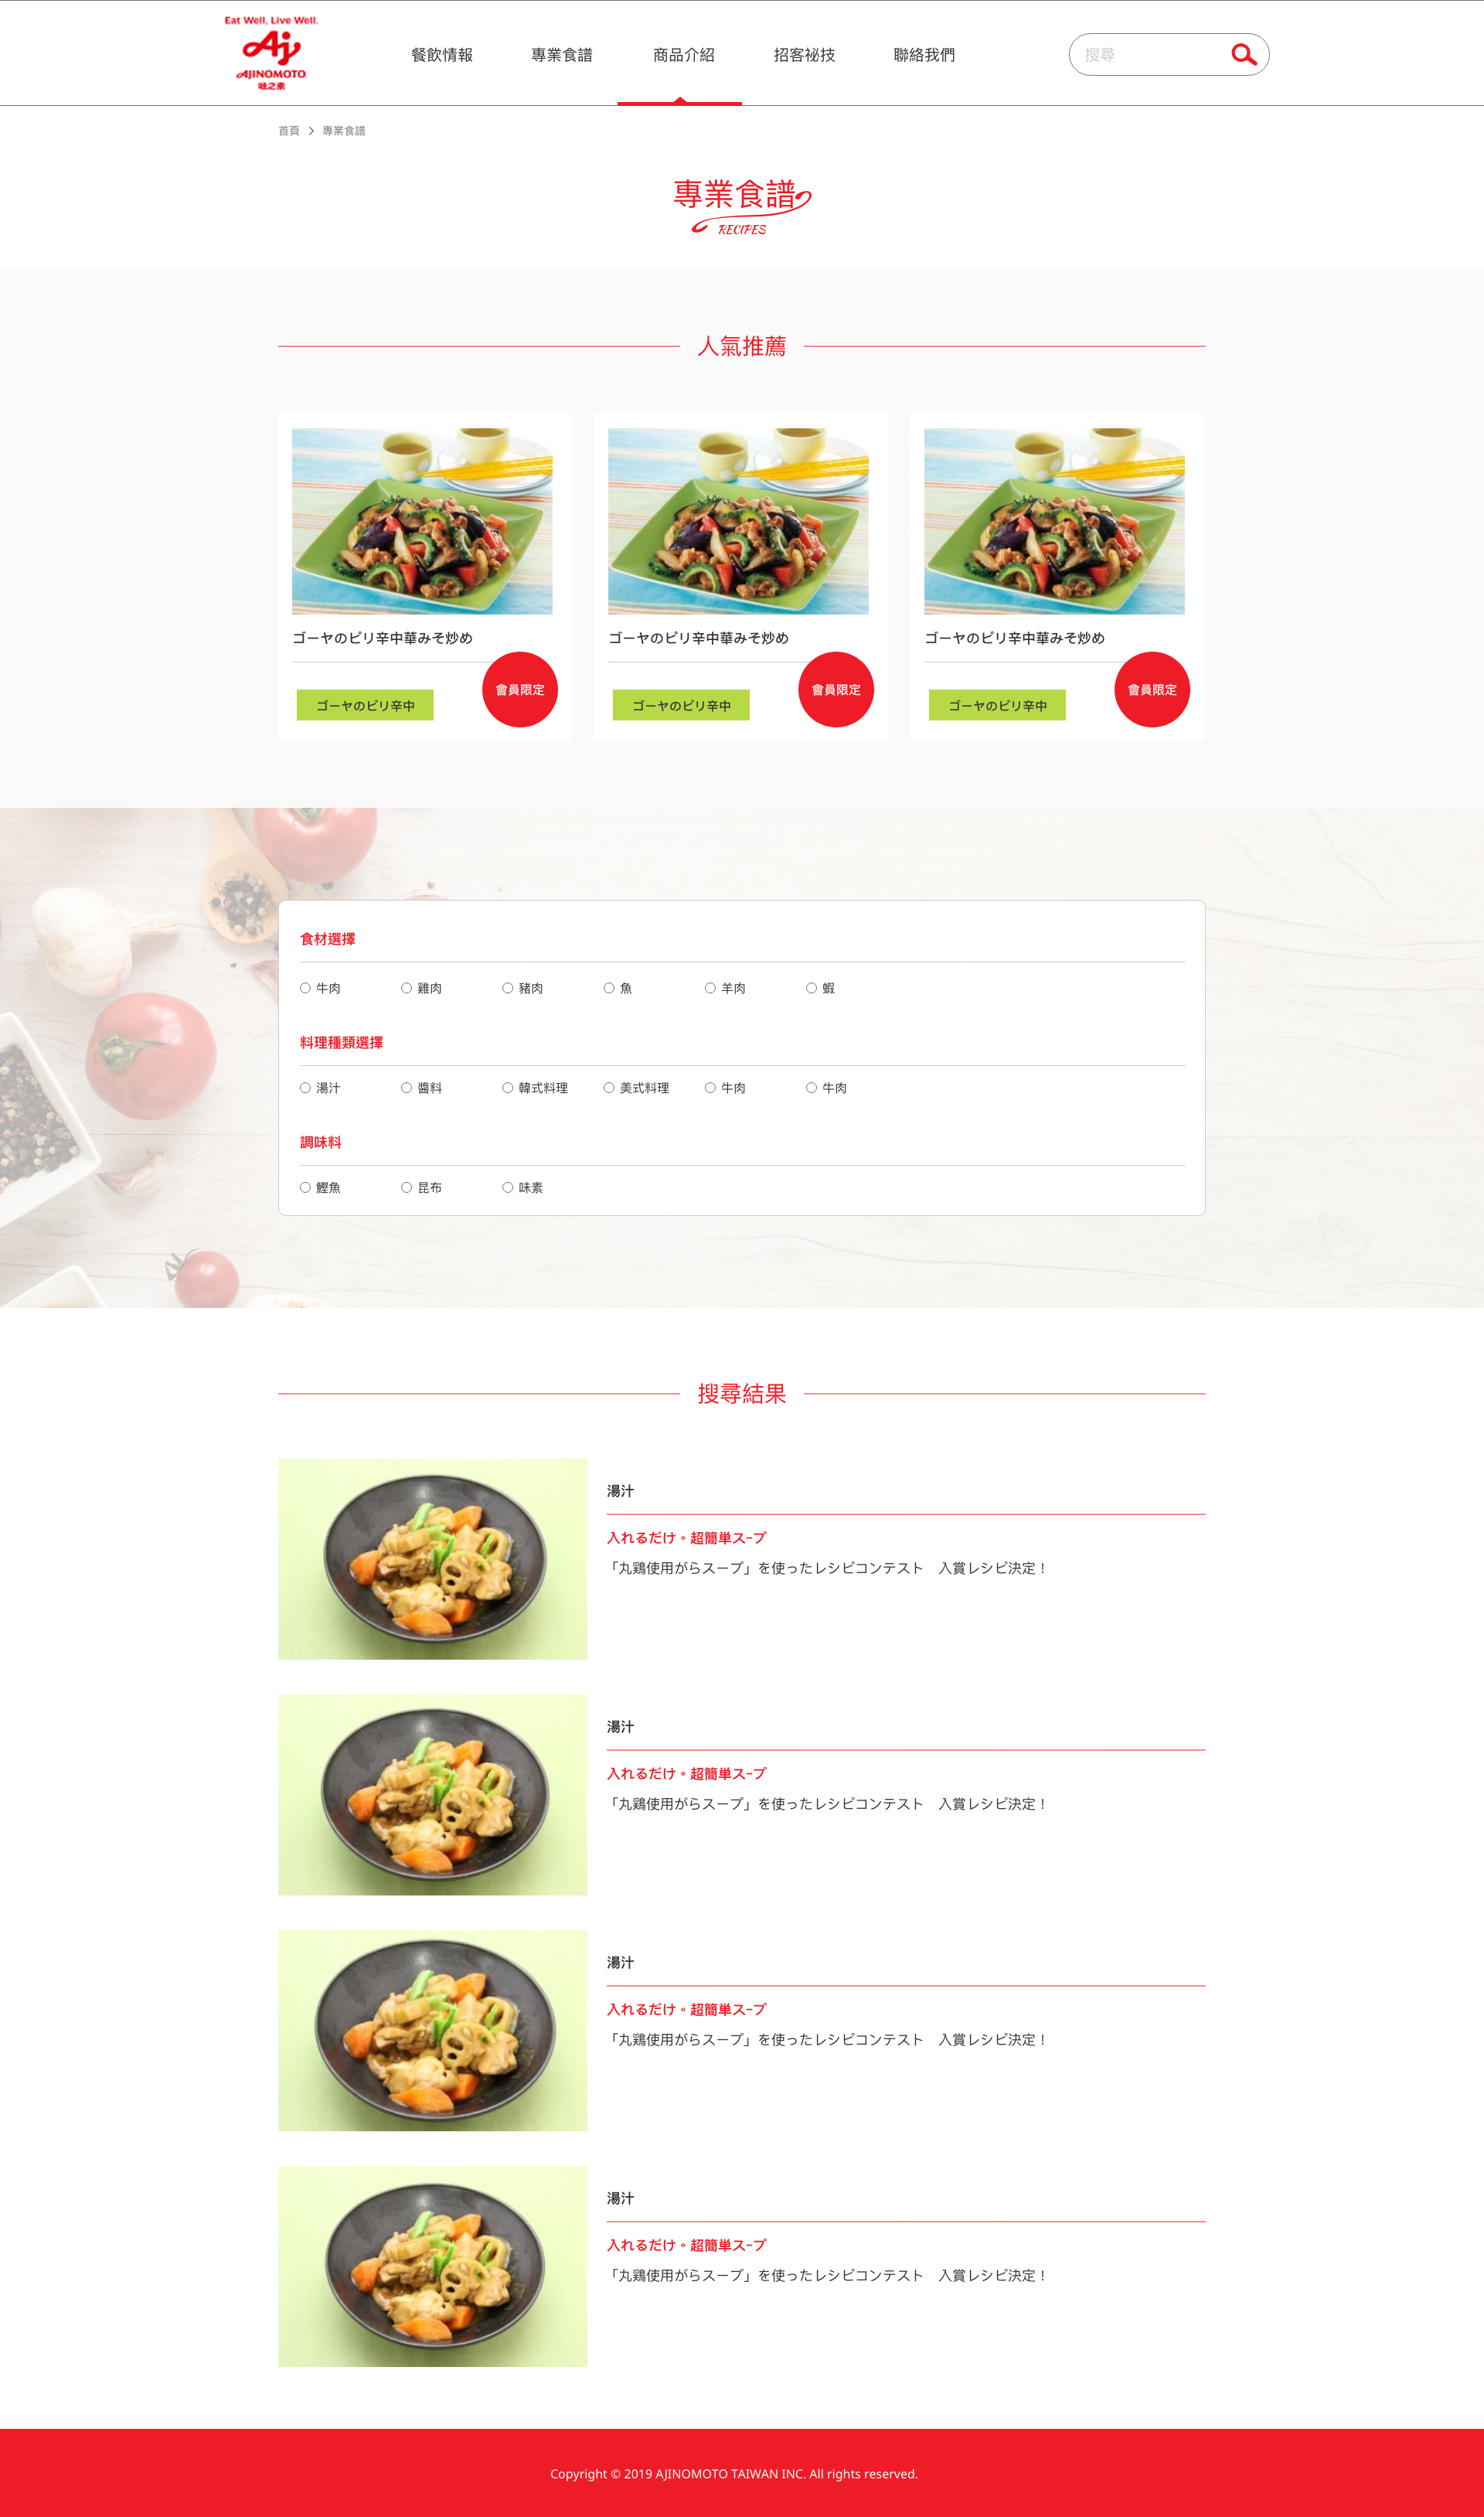 Eat Well, Live Well.
AJINOMOTO.
味之素
餐飲情報
專業食譜
商品介紹
招客祕技
聯絡我們
搜尋
首頁 > 專業食譜
專業食譜
RECIPES
人氣推薦
ゴーヤのピリ辛中華みそ炒め
ゴーヤのピリ辛中
會員限定
ゴーヤのピリ辛中華みそ炒め
ゴーヤのピリ辛中
會員限定
ゴーヤのピリ辛中華みそ炒め
ゴーヤのピリ辛中
會員限定
食材選擇
牛肉 雞肉 豬肉 魚 羊肉 蝦
料理種類選擇
湯汁 醬料 韓式料理 美式料理 牛肉 牛肉
調味料
鰹魚 昆布 味素
搜尋結果
湯汁
入れるだけ。超簡単スープ
「丸鶏使用がらスープ」を使ったレシピコンテスト　入賞レシピ決定！
湯汁
入れるだけ。超簡単スープ
「丸鶏使用がらスープ」を使ったレシピコンテスト　入賞レシピ決定！
湯汁
入れるだけ。超簡単スープ
「丸鶏使用がらスープ」を使ったレシピコンテスト　入賞レシピ決定！
湯汁
入れるだけ。超簡単スープ
「丸鶏使用がらスープ」を使ったレシピコンテスト　入賞レシピ決定！
Copyright © 2019 AJINOMOTO TAIWAN INC. All rights reserved.